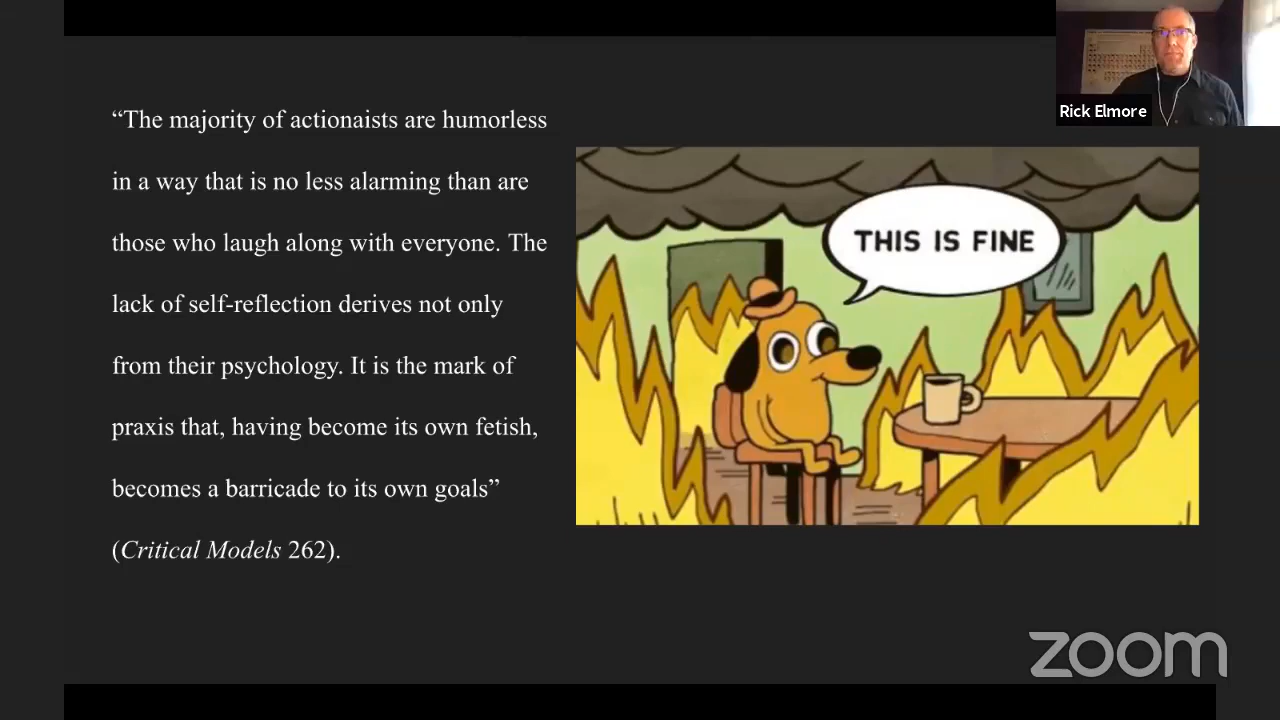 “The majority of actionaists are humorless
in a way that is no less alarming than are
those who laugh along with everyone. The
lack of self-reflection derives not only
from their psychology. It is the mark of
praxis that, having become its own fetish,
becomes a barricade to its own goals”
(Critical Models 262).
THIS IS FINE
Rick Elmore
zoom